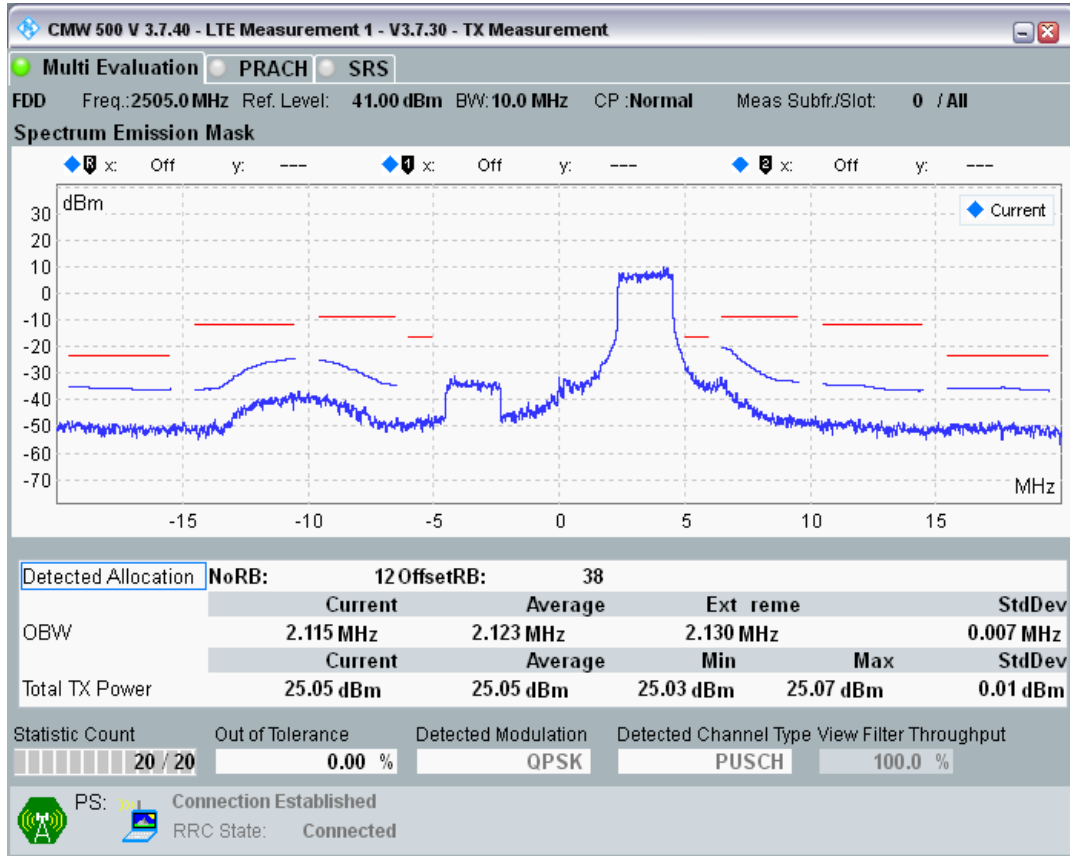 CMW 500 V 3.7.40 - LTE Measurement 1 - V3.7.30 - TX Measurement
Multi Evaluation PRACH SRS
FDD Freq.:2505.0 MHz Ref. Level: 41.00 dBm BW:10.0 MHz CP :Normal Meas Subfr./Slot: 0 / All
Spectrum Emission Mask
R x: Off y: --- 1 x: Off y: --- 2 x: Off y: ---
dBm
Current
30
20
10
0
-10
-20
-30
-40
-50
-60
-70
MHz
-15 -10 -5 0 5 10 15
Detected Allocation NoRB: 12 OffsetRB: 38
Current Average Ext reme StdDev
OBW 2.115 MHz 2.123 MHz 2.130 MHz 0.007 MHz
Current Average Min Max StdDev
Total TX Power 25.05 dBm 25.05 dBm 25.03 dBm 25.07 dBm 0.01 dBm
Statistic Count Out of Tolerance Detected Modulation Detected Channel Type View Filter Throughput
20 / 20 0.00 % QPSK PUSCH 100.0 %
PS: Connection Established
RRC State: Connected